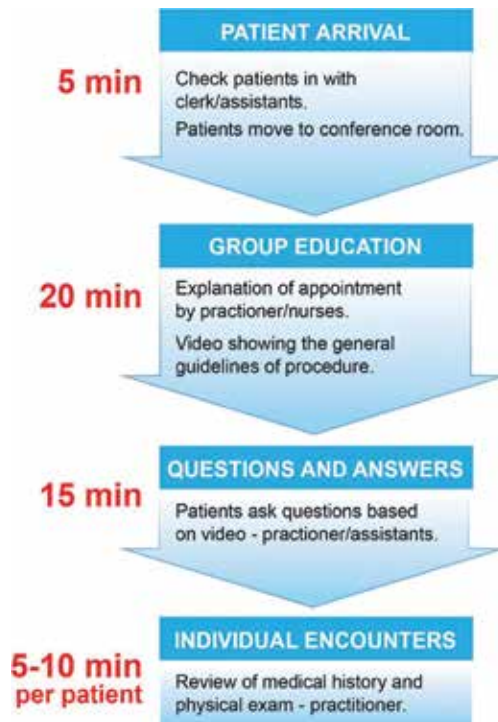 PATIENT ARRIVAL
5 min
Check patients in with
clerk/assistants.
Patients move to conference room.
GROUP EDUCATION
20 min
Explanation of appointment
by practioner/nurses.
Video showing the general
guidelines of procedure.
QUESTIONS AND ANSWERS
15 min
Patients ask questions based
on video - practioner/assistants.
INDIVIDUAL ENCOUNTERS
5-10 min
per patient
Review of medical history and
physical exam - practitioner.